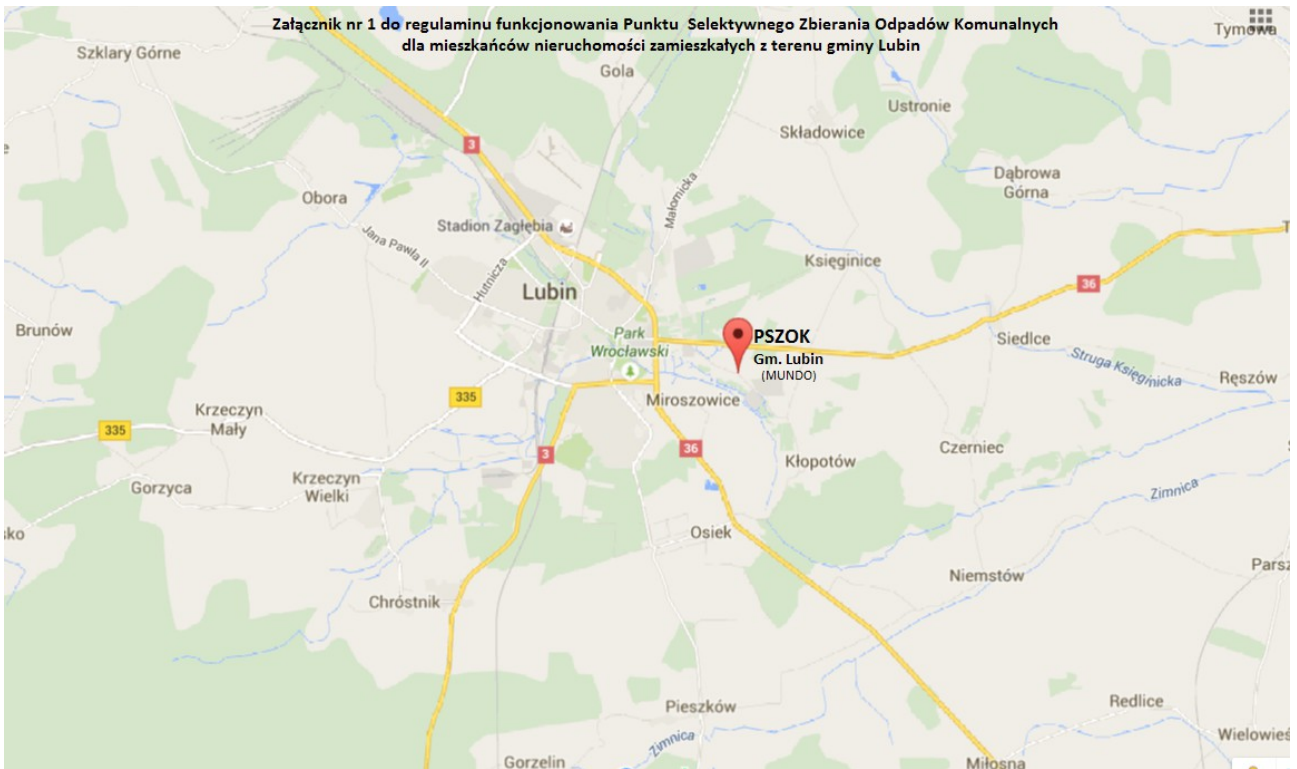 Załącznik nr 1 do regulaminu funkcjonowania Punktu Selektywnego Zbierania Odpadów Komunalnych
dla mieszkańców nieruchomości zamieszkałych z terenu gminy Lubin
Tymowa
Szklary Górne
Gola
Ustronie
Składowice
3
Dąbrowa
Górna
Obora
Małomicka
Stadion Zagłębia
Jana Pawła II
Hutnicza
Księginice
36
Lubin
Brunów
Park
Wrocławski
PSZOK
Gm. Lubin
(MUNDO)
Siedlce
Struga Księginicka
Ręszów
335
Miroszowice
Krzeczyn
Mały
335
3
36
Kłopotów
Czerniec
Gorzyca
Krzeczyn
Wielki
Zimnica
sko
Osiek
Niemstów
Parsz
Chróstnik
Pieszków
Redlice
Zimnica
Wielowieś
Gorzelin
Miłosna